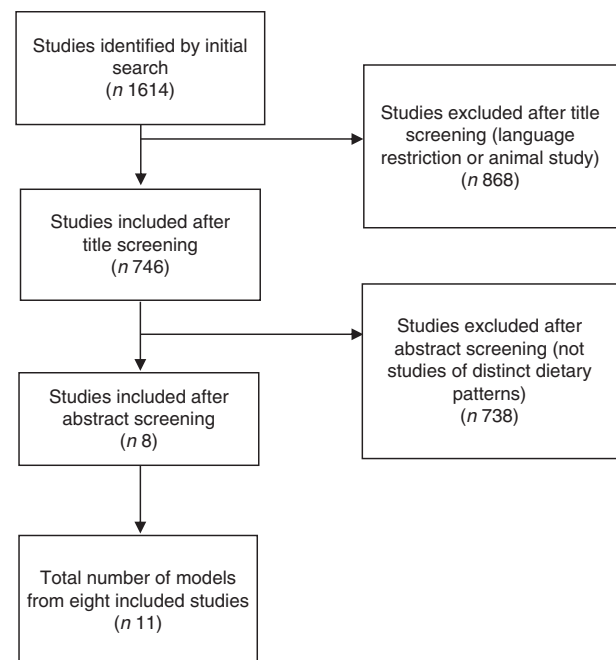 Studies identified by initial
search
(n 1614)
Studies excluded after title
screening (language
restriction or animal study)
(n 868)
Studies included after
title screening
(n 746)
Studies excluded after
abstract screening (not
studies of distinct dietary
patterns)
(n 738)
Studies included after
abstract screening
(n 8)
Total number of models
from eight included studies
(n 11)